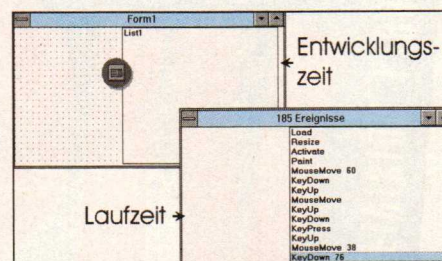 Form1
List1
Entwicklungs-
zeit
185 Ereignisse
Load
Resize
Activate
Paint
MouseMove 60
KeyDown
KeyUp
MouseMove
KeyUp
KeyDown
KeyPress
KeyUp
MouseMove 38
KeyDown 76
Laufzeit